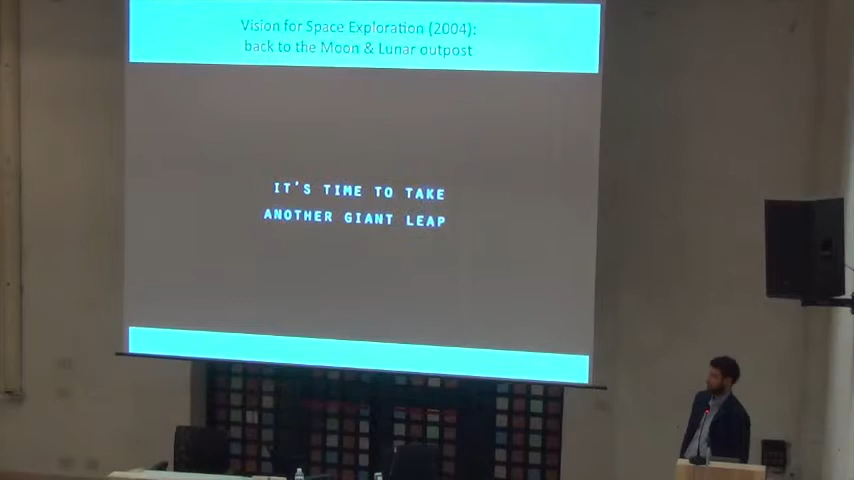 Vision for Space Exploration (2004):
back to the Moon & Lunar outpost
IT'S TIME TO TAKE
ANOTHER GIANT LEAP